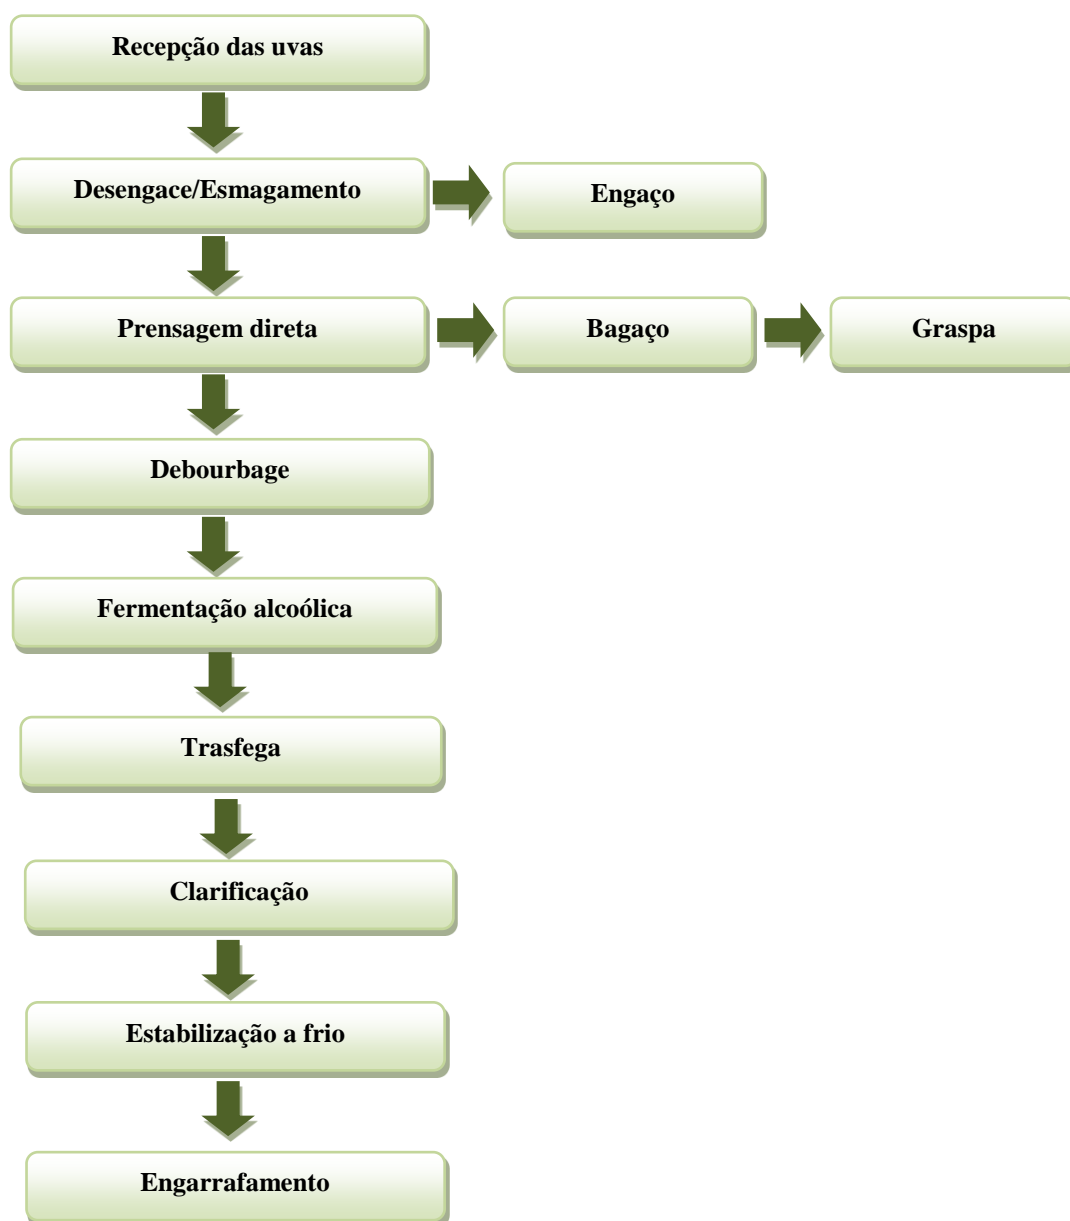 Recepção das uvas
Desengace/Esmagamento
Engaço
Prensagem direta
Bagaço
Graspa
Debourbage
Fermentação alcoólica
Trasfega
Clarificação
Estabilização a frio
Engarrafamento